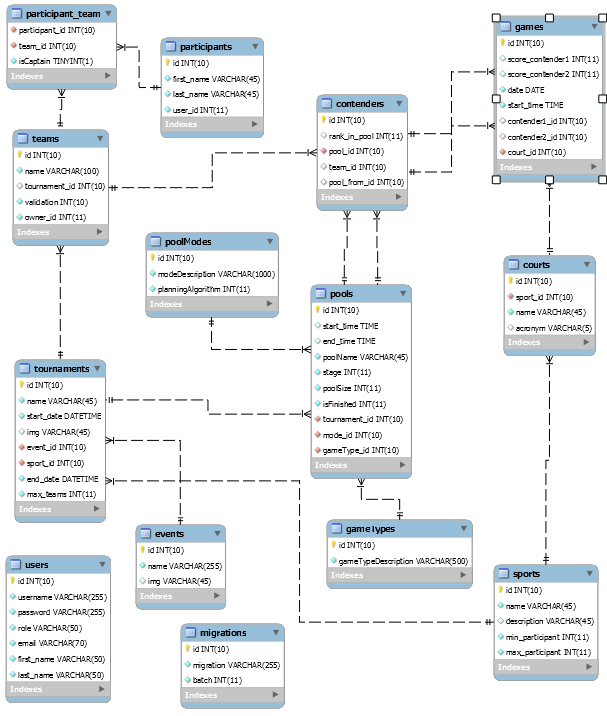 participant_team
participant_id INT(10)
team_id INT(10)
isCaptain TINYINT(1)
Indexes
participants
id INT(10)
first_name VARCHAR(45)
last_name VARCHAR(45)
user_id INT(11)
Indexes
games
id INT(10)
score_contender1 INT(11)
score_contender2 INT(11)
date DATE
start_time TIME
contender1_id INT(10)
contender2_id INT(10)
court_id INT(10)
Indexes
contenders
id INT(10)
rank_in_pool INT(11)
pool_id INT(10)
team_id INT(10)
pool_from_id INT(10)
Indexes
teams
id INT(10)
name VARCHAR(100)
tournament_id INT(10)
validation INT(10)
owner_id INT(11)
Indexes
poolModes
id INT(10)
modeDescription VARCHAR(1000)
planningAlgorithm INT(11)
Indexes
courts
id INT(10)
sport_id INT(10)
name VARCHAR(45)
acronym VARCHAR(5)
Indexes
pools
id INT(10)
start_time TIME
end_time TIME
poolName VARCHAR(45)
stage INT(11)
poolSize INT(11)
isFinished INT(11)
tournament_id INT(10)
mode_id INT(10)
gameType_id INT(10)
Indexes
tournaments
id INT(10)
name VARCHAR(45)
start_date DATETIME
img VARCHAR(45)
event_id INT(10)
sport_id INT(10)
end_date DATETIME
max_teams INT(11)
Indexes
events
id INT(10)
name VARCHAR(255)
img VARCHAR(45)
Indexes
gameTypes
id INT(10)
gameTypeDescription VARCHAR(500)
Indexes
users
id INT(10)
username VARCHAR(255)
password VARCHAR(255)
role VARCHAR(50)
email VARCHAR(70)
first_name VARCHAR(50)
last_name VARCHAR(50)
Indexes
migrations
id INT(10)
migration VARCHAR(255)
batch INT(11)
Indexes
sports
id INT(10)
name VARCHAR(45)
description VARCHAR(45)
min_participant INT(11)
max_participant INT(11)
Indexes